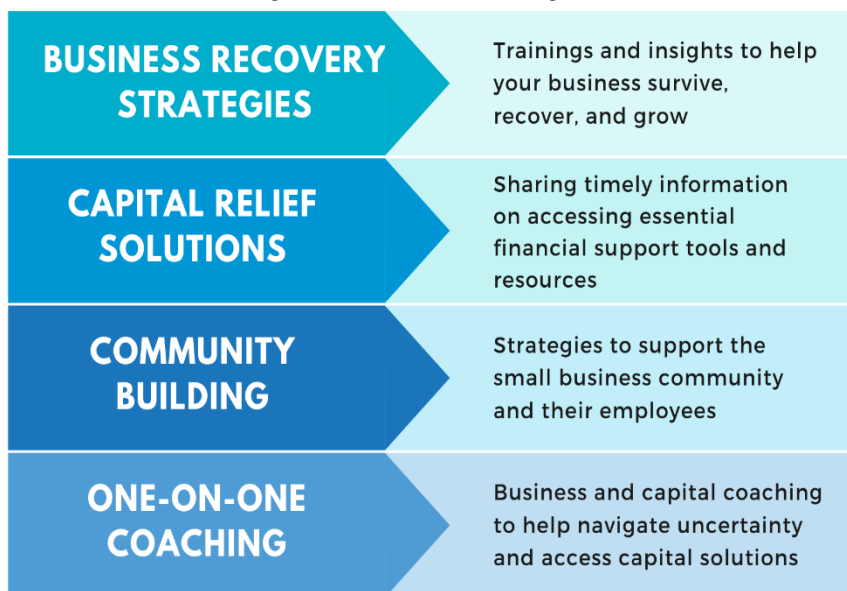 BUSINESS RECOVERY
STRATEGIES
Trainings and insights to help
your business survive,
recover, and grow
CAPITAL RELIEF
SOLUTIONS
Sharing timely information
on accessing essential
financial support tools and
resources
COMMUNITY
BUILDING
Strategies to support the
small business community
and their employees
ONE-ON-ONE
COACHING
Business and capital coaching
to help navigate uncertainty
and access capital solutions